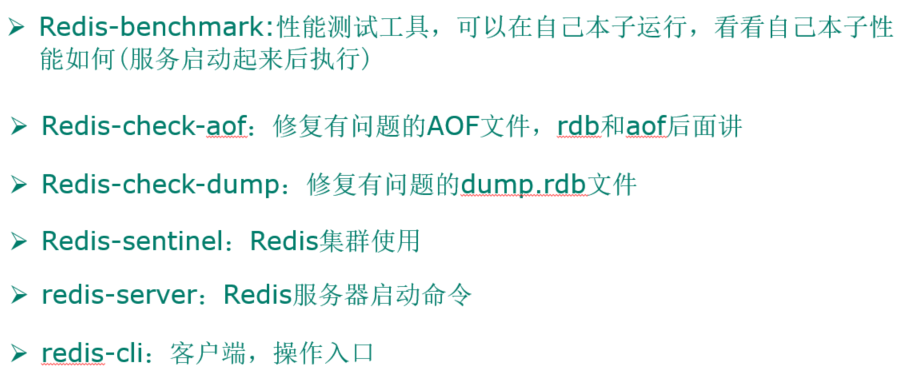 ➢ Redis-benchmark:性能测试工具，可以在自己本子运行，看看自己本子性
能如何(服务启动起来后执行)
➢ Redis-check-aof：修复有问题的AOF文件，rdb和aof后面讲
➢ Redis-check-dump：修复有问题的dump.rdb文件
➢ Redis-sentinel：Redis集群使用
➢ redis-server：Redis服务器启动命令
➢ redis-cli：客户端，操作入口